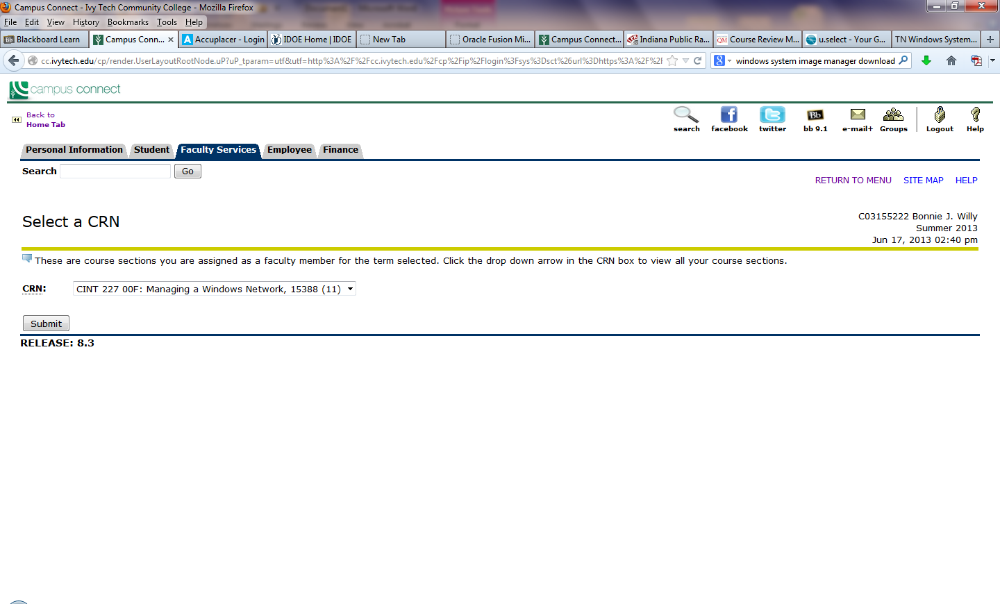 Campus Connect - Ivy Tech Community College - Mozilla Firefox
File Edit View History Bookmarks Tools Help
Bb Blackboard Learn Campus Conn... A Accuplacer - Login IDOE Home | IDOE New Tab Oracle Fusion Mi... Campus Connect... Indiana Public Ra... QM Course Review M... u.select - Your G... TN Windows System...
cc.ivytech.edu/cp/render.UserLayoutRootNode.uP?uP_tparam=utf&utf=http%3A%2F%2Fcc.ivytech.edu%2Fcp%2Fip%2Flogin%3Fsys%3Dsct%26url%3Dhttps%3A%2F%2F windows system image manager download
campus connect
Back to
Home Tab
search facebook twitter Bb bb 9.1 e-mail+ Groups Logout Help
Personal Information Student Faculty Services Employee Finance
Search Go
RETURN TO MENU SITE MAP HELP
Select a CRN
C03155222 Bonnie J. Willy
Summer 2013
Jun 17, 2013 02:40 pm
These are course sections you are assigned as a faculty member for the term selected. Click the drop down arrow in the CRN box to view all your course sections.
CRN: CINT 227 00F: Managing a Windows Network, 15388 (11)
Submit
RELEASE: 8.3